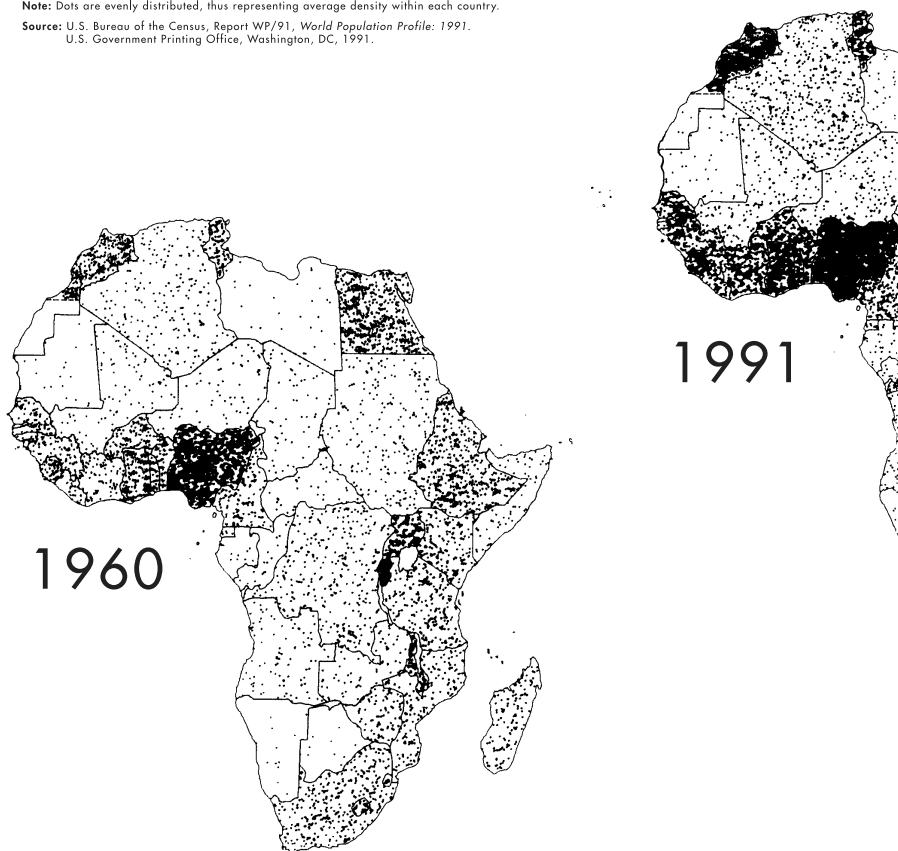 Note: Dots are evenly distributed, thus representing average density within each country.
Source: U.S. Bureau of the Census, Report WP/91, World Population Profile: 1991.
U.S. Government Printing Office, Washington, DC, 1991.
1991
1960